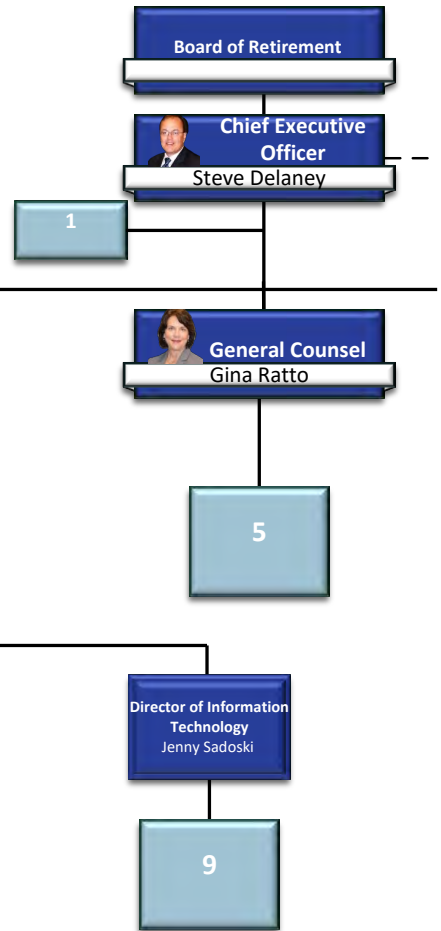 Board of Retirement
Chief Executive
Officer
Steve Delaney
1
General Counsel
Gina Ratto
5
Director of Information
Technology
Jenny Sadoski
9